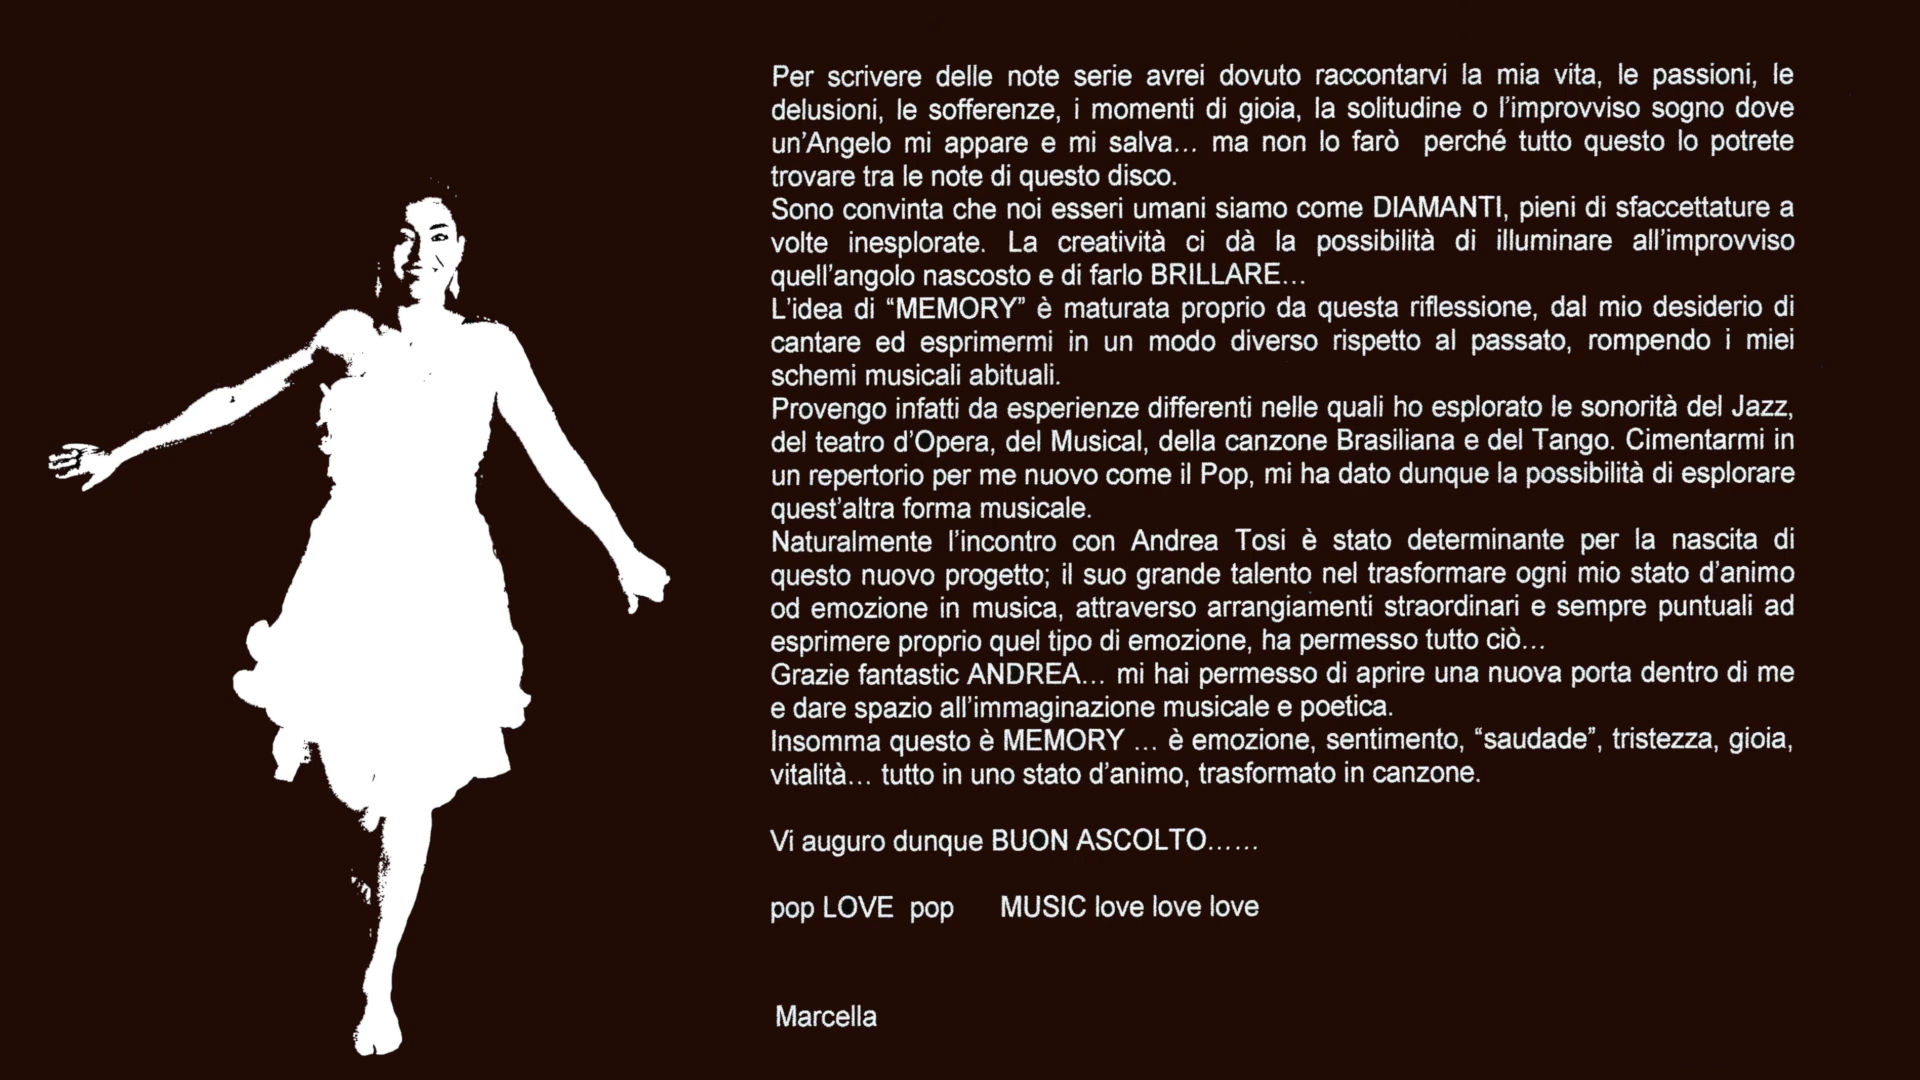 Per scrivere delle note serie avrei dovuto raccontarvi la mia vita, le passioni, le
delusioni, le sofferenze, i momenti di gioia, la solitudine o l’improvviso sogno dove
un’Angelo mi appare e mi salva… ma non lo farò perché tutto questo lo potrete
trovare tra le note di questo disco.
Sono convinta che noi esseri umani siamo come DIAMANTI, pieni di sfaccettature a
volte inesplorate. La creatività ci dà la possibilità di illuminare all’improvviso
quell’angolo nascosto e di farlo BRILLARE…
L’idea di “MEMORY” è maturata proprio da questa riflessione, dal mio desiderio di
cantare ed esprimermi in un modo diverso rispetto al passato, rompendo i miei
schemi musicali abituali.
Provengo infatti da esperienze differenti nelle quali ho esplorato le sonorità del Jazz,
del teatro d’Opera, del Musical, della canzone Brasiliana e del Tango. Cimentarmi in
un repertorio per me nuovo come il Pop, mi ha dato dunque la possibilità di esplorare
quest’altra forma musicale.
Naturalmente l’incontro con Andrea Tosi è stato determinante per la nascita di
questo nuovo progetto; il suo grande talento nel trasformare ogni mio stato d’animo
od emozione in musica, attraverso arrangiamenti straordinari e sempre puntuali ad
esprimere proprio quel tipo di emozione, ha permesso tutto ciò…
Grazie fantastic ANDREA… mi hai permesso di aprire una nuova porta dentro di me
e dare spazio all’immaginazione musicale e poetica.
Insomma questo è MEMORY … è emozione, sentimento, “saudade”, tristezza, gioia,
vitalità… tutto in uno stato d’animo, trasformato in canzone.
Vi auguro dunque BUON ASCOLTO……
pop LOVE pop MUSIC love love love
Marcella